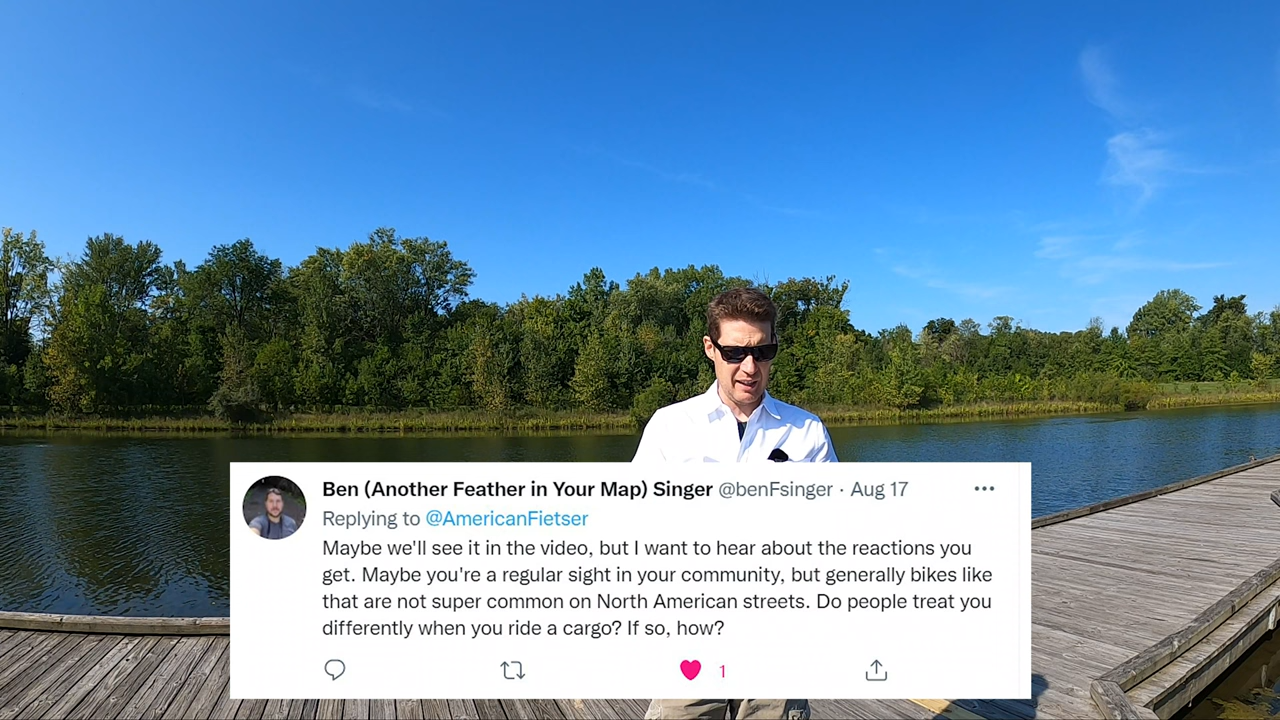 Ben (Another Feather in Your Map) Singer @benFsinger · Aug 17
Replying to @AmericanFietser
Maybe we'll see it in the video, but I want to hear about the reactions you
get. Maybe you're a regular sight in your community, but generally bikes like
that are not super common on North American streets. Do people treat you
differently when you ride a cargo? If so, how?
1